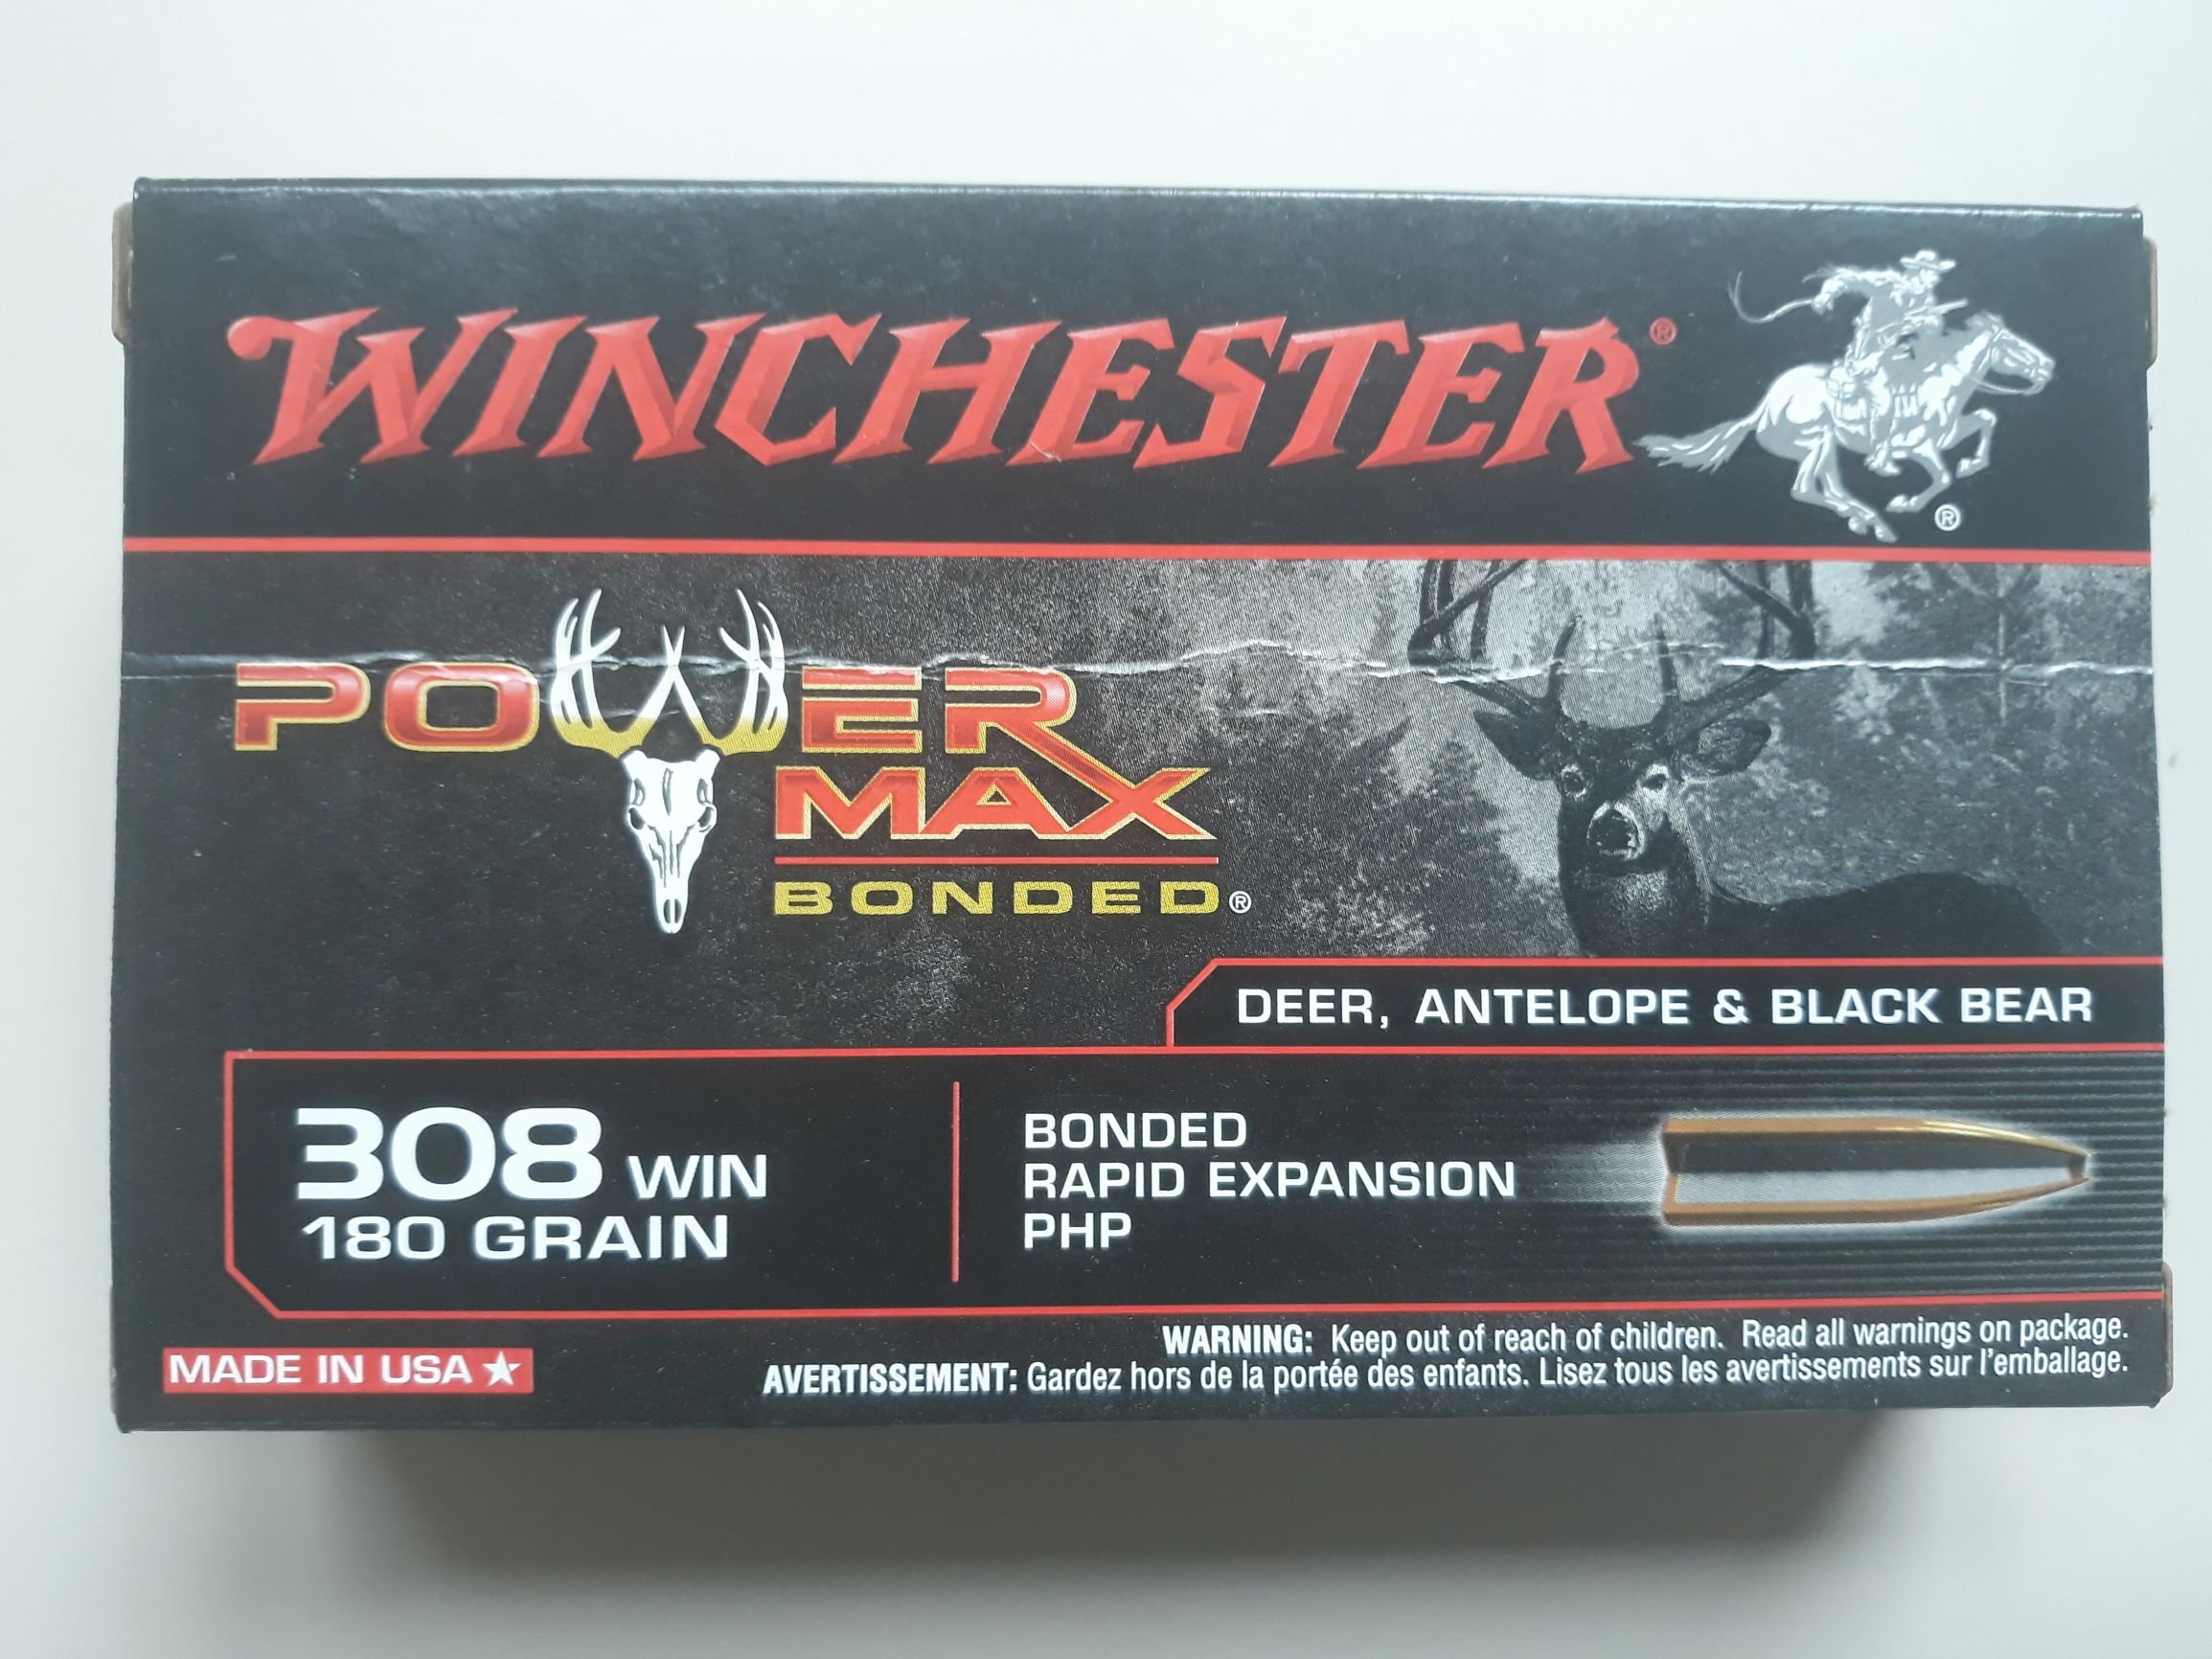 WINCHESTER®
®
POWER
MAX
BONDED®
DEER, ANTELOPE & BLACK BEAR
308 WIN
180 GRAIN
BONDED
RAPID EXPANSION
PHP
MADE IN USA
WARNING: Keep out of reach of children. Read all warnings on package.
AVERTISSEMENT: Gardez hors de la portée des enfants. Lisez tous les avertissements sur l'emballage.